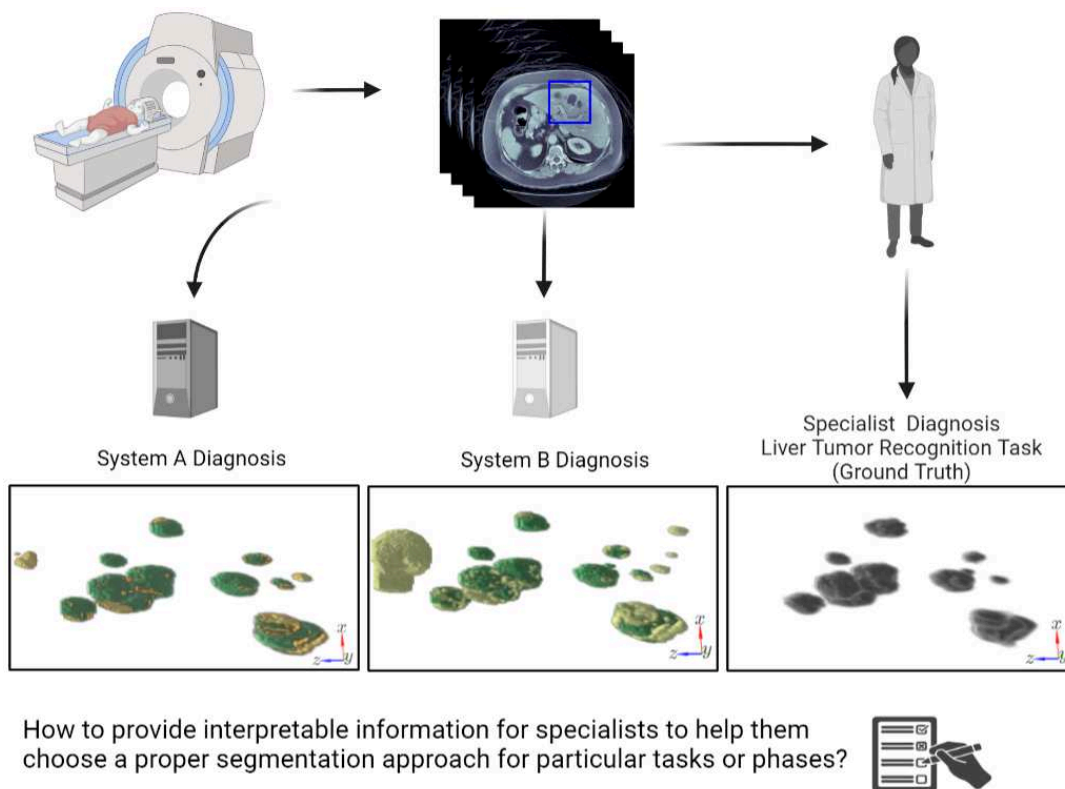 System A Diagnosis
System B Diagnosis
Specialist Diagnosis
Liver Tumor Recognition Task
(Ground Truth)
x
z
y
x
z
y
x
z
y
How to provide interpretable information for specialists to help them
choose a proper segmentation approach for particular tasks or phases?